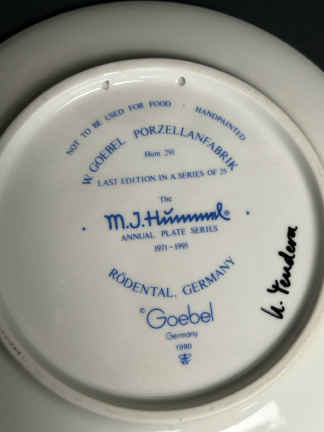 NOT TO BE USED FOR FOOD · HANDPAINTED
W. GOEBEL PORZELLANFABRIK
Hum. 291
LAST EDITION IN A SERIES OF 25
The
M.J. Hummel®
ANNUAL PLATE SERIES
1971-1995
RÖDENTAL, GERMANY
© Goebel
Germany
1990